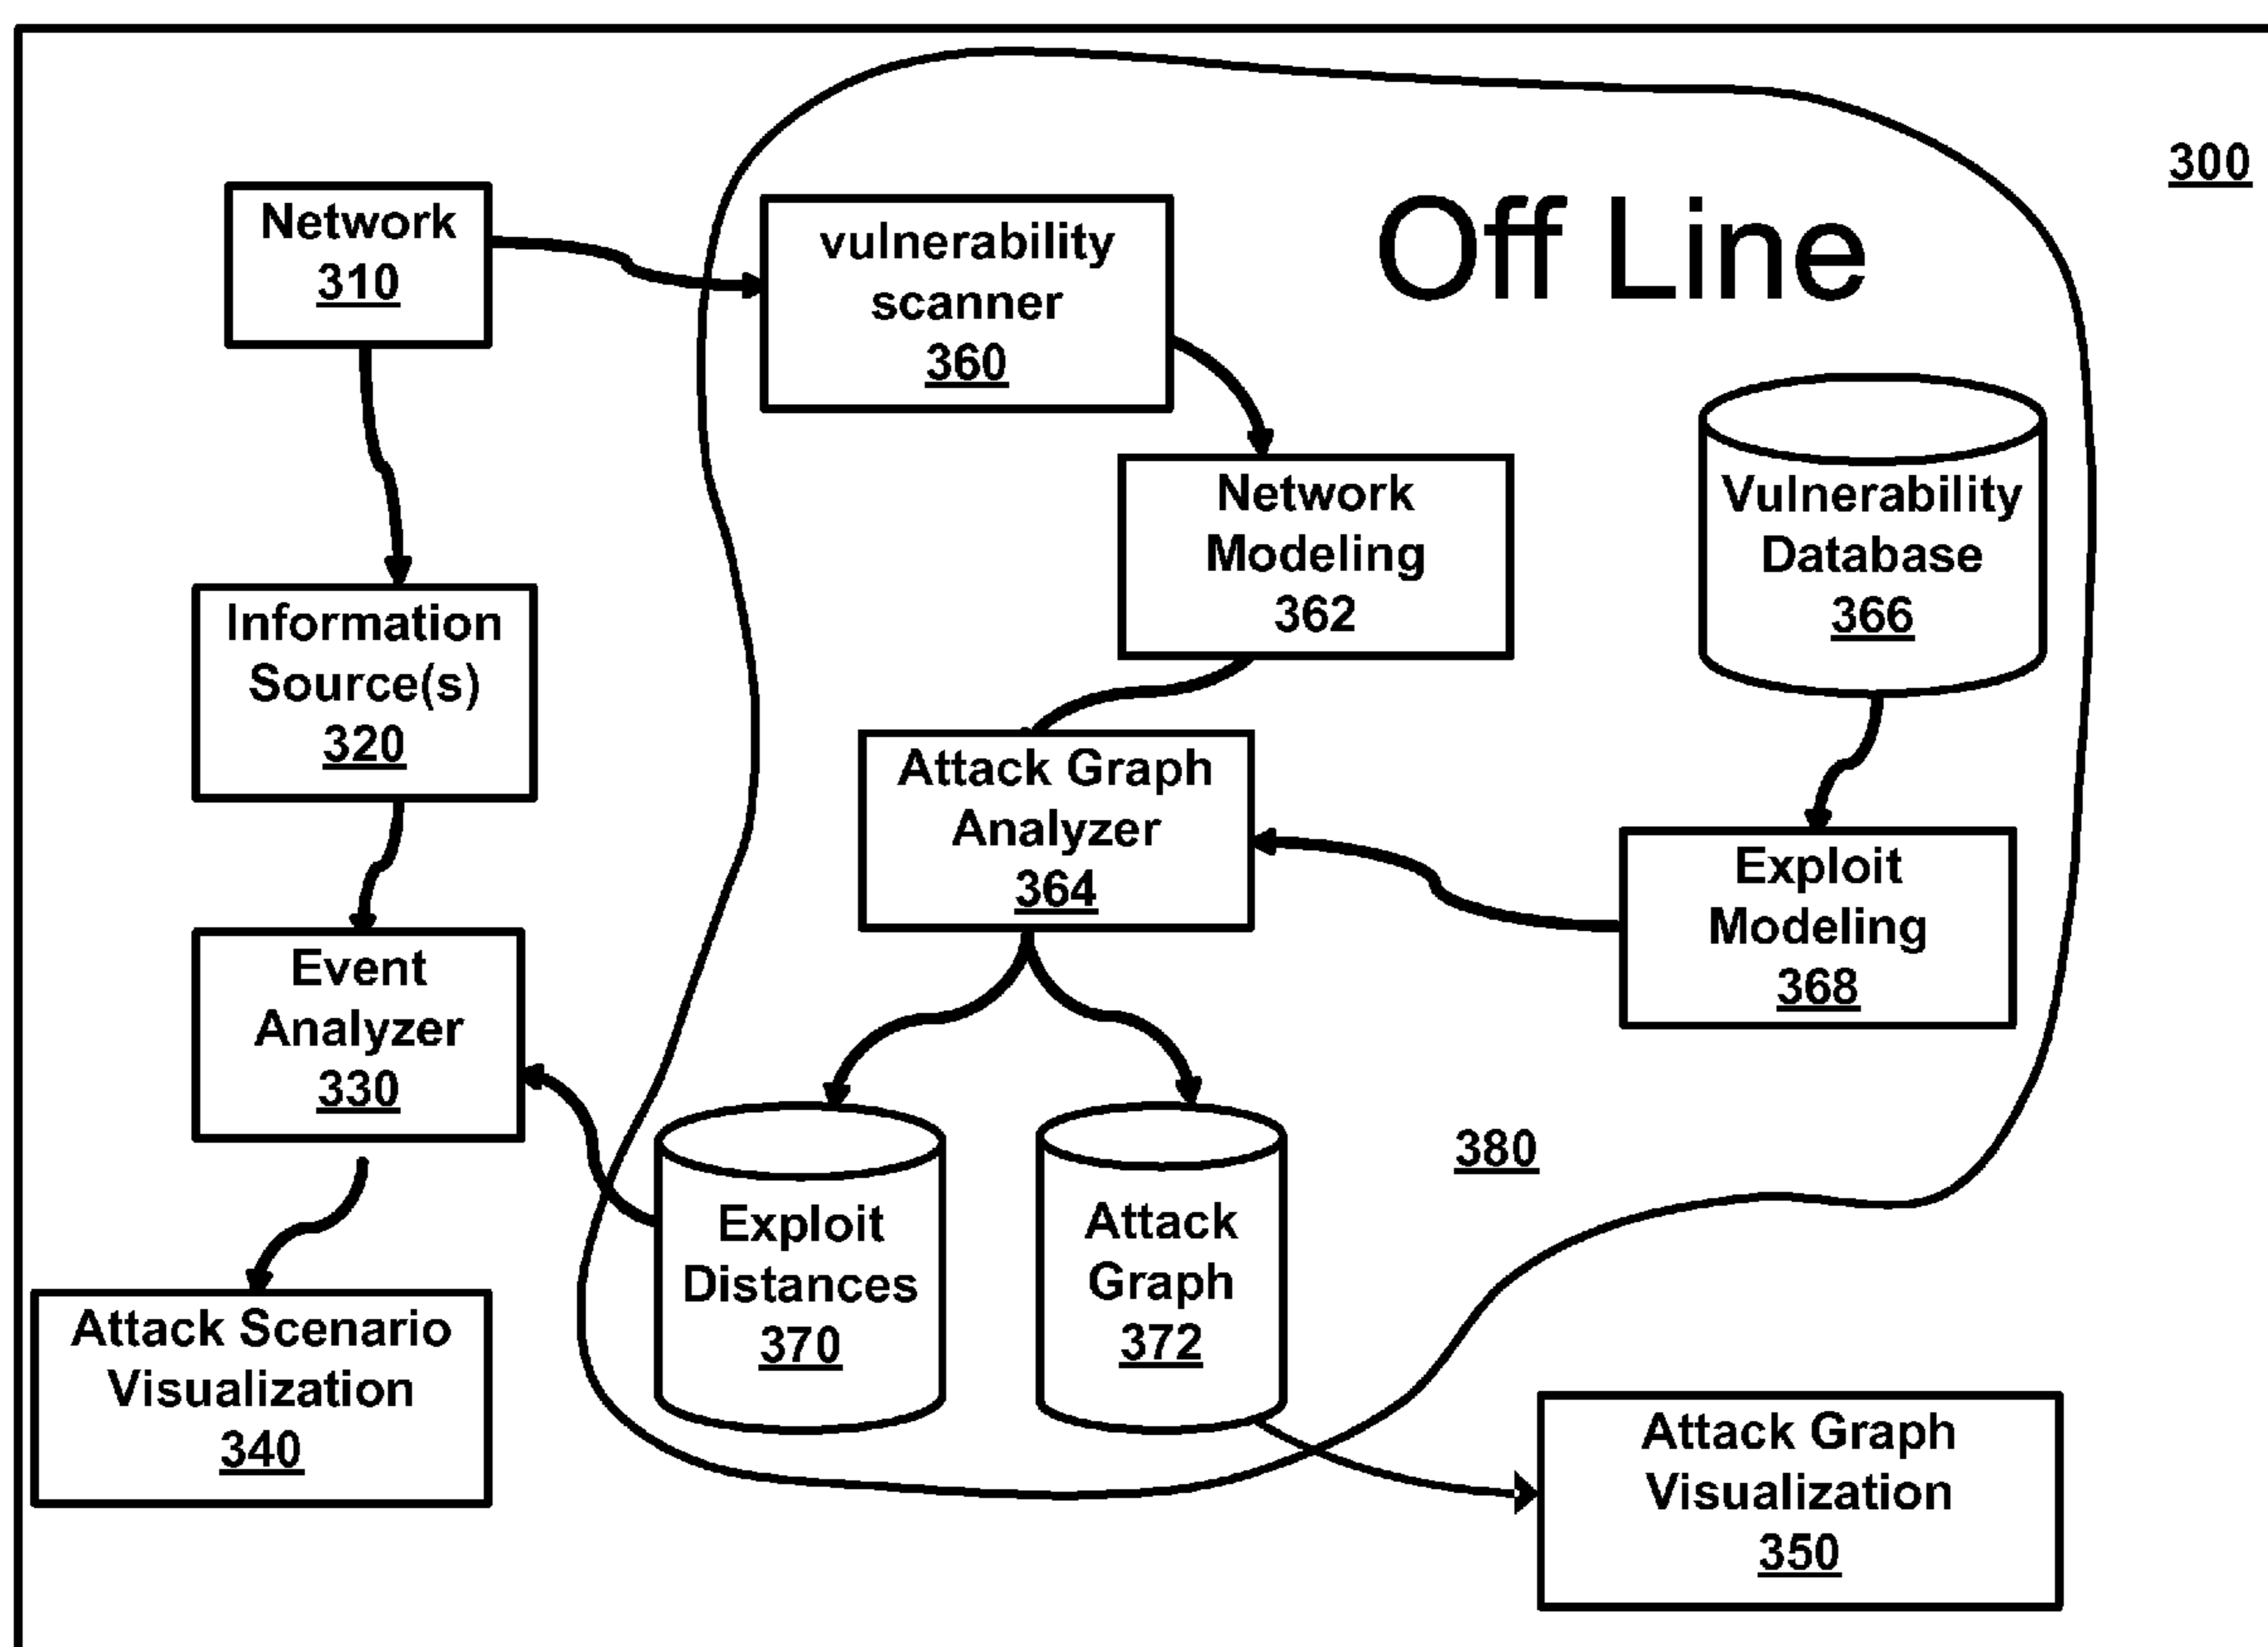 300
Off Line
Network
310
vulnerability
scanner
360
Network
Modeling
362
Vulnerability
Database
366
Information
Source(s)
320
Attack Graph
Analyzer
364
Exploit
Modeling
368
Event
Analyzer
330
380
Exploit
Distances
370
Attack
Graph
372
Attack Scenario
Visualization
340
Attack Graph
Visualization
350